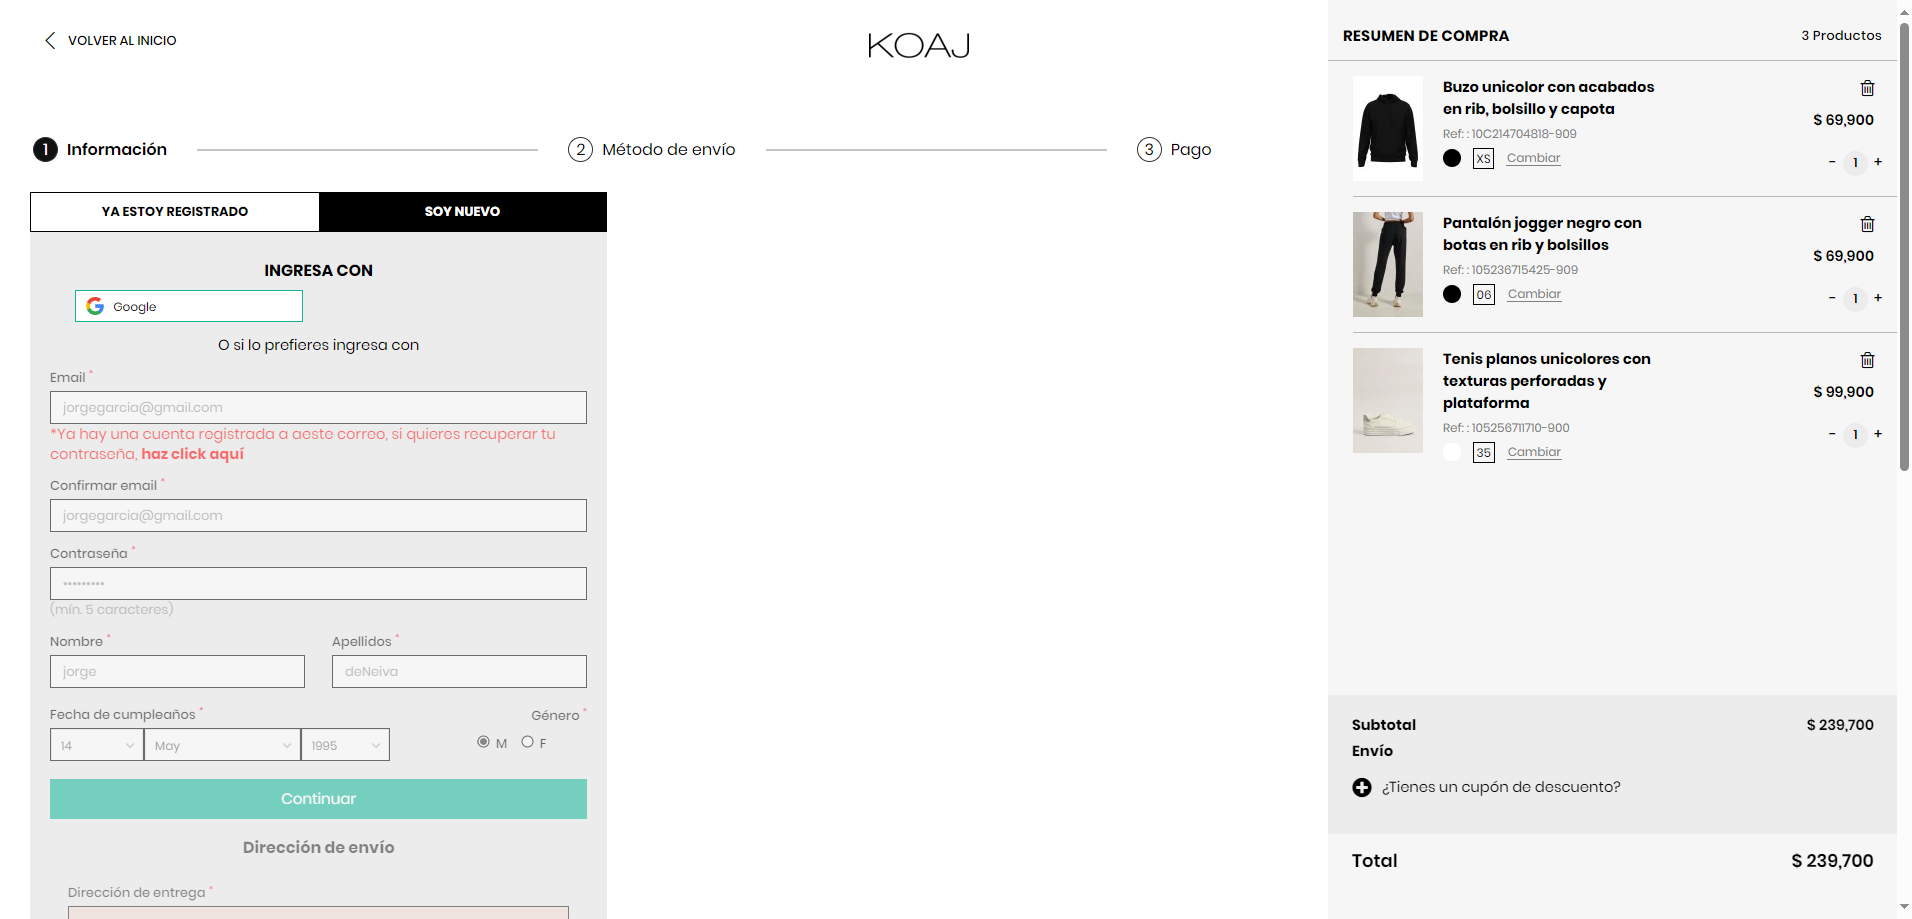 VOLVER AL INICIO
KOAJ
1 Información
2 Método de envío
3 Pago
YA ESTOY REGISTRADO
SOY NUEVO
INGRESA CON
Google
O si lo prefieres ingresa con
Email *
jorgegarcia@gmail.com
*Ya hay una cuenta registrada a aeste correo, si quieres recuperar tu
contraseña, haz click aquí
Confirmar email *
jorgegarcia@gmail.com
Contraseña *
•••••••••
(mín. 5 caracteres)
Nombre *
Apellidos *
jorge
deNeiva
Fecha de cumpleaños *
Género *
14
May
1995
M
F
Continuar
Dirección de envío
Dirección de entrega *
RESUMEN DE COMPRA
3 Productos
Buzo unicolor con acabados
en rib, bolsillo y capota
$ 69,900
Ref: : 10C214704818-909
XS
Cambiar
- 1 +
Pantalón jogger negro con
botas en rib y bolsillos
$ 69,900
Ref: : 105236715425-909
06
Cambiar
- 1 +
Tenis planos unicolores con
texturas perforadas y
plataforma
$ 99,900
Ref: : 105256711710-900
35
Cambiar
- 1 +
Subtotal
$ 239,700
Envío
¿Tienes un cupón de descuento?
Total
$ 239,700